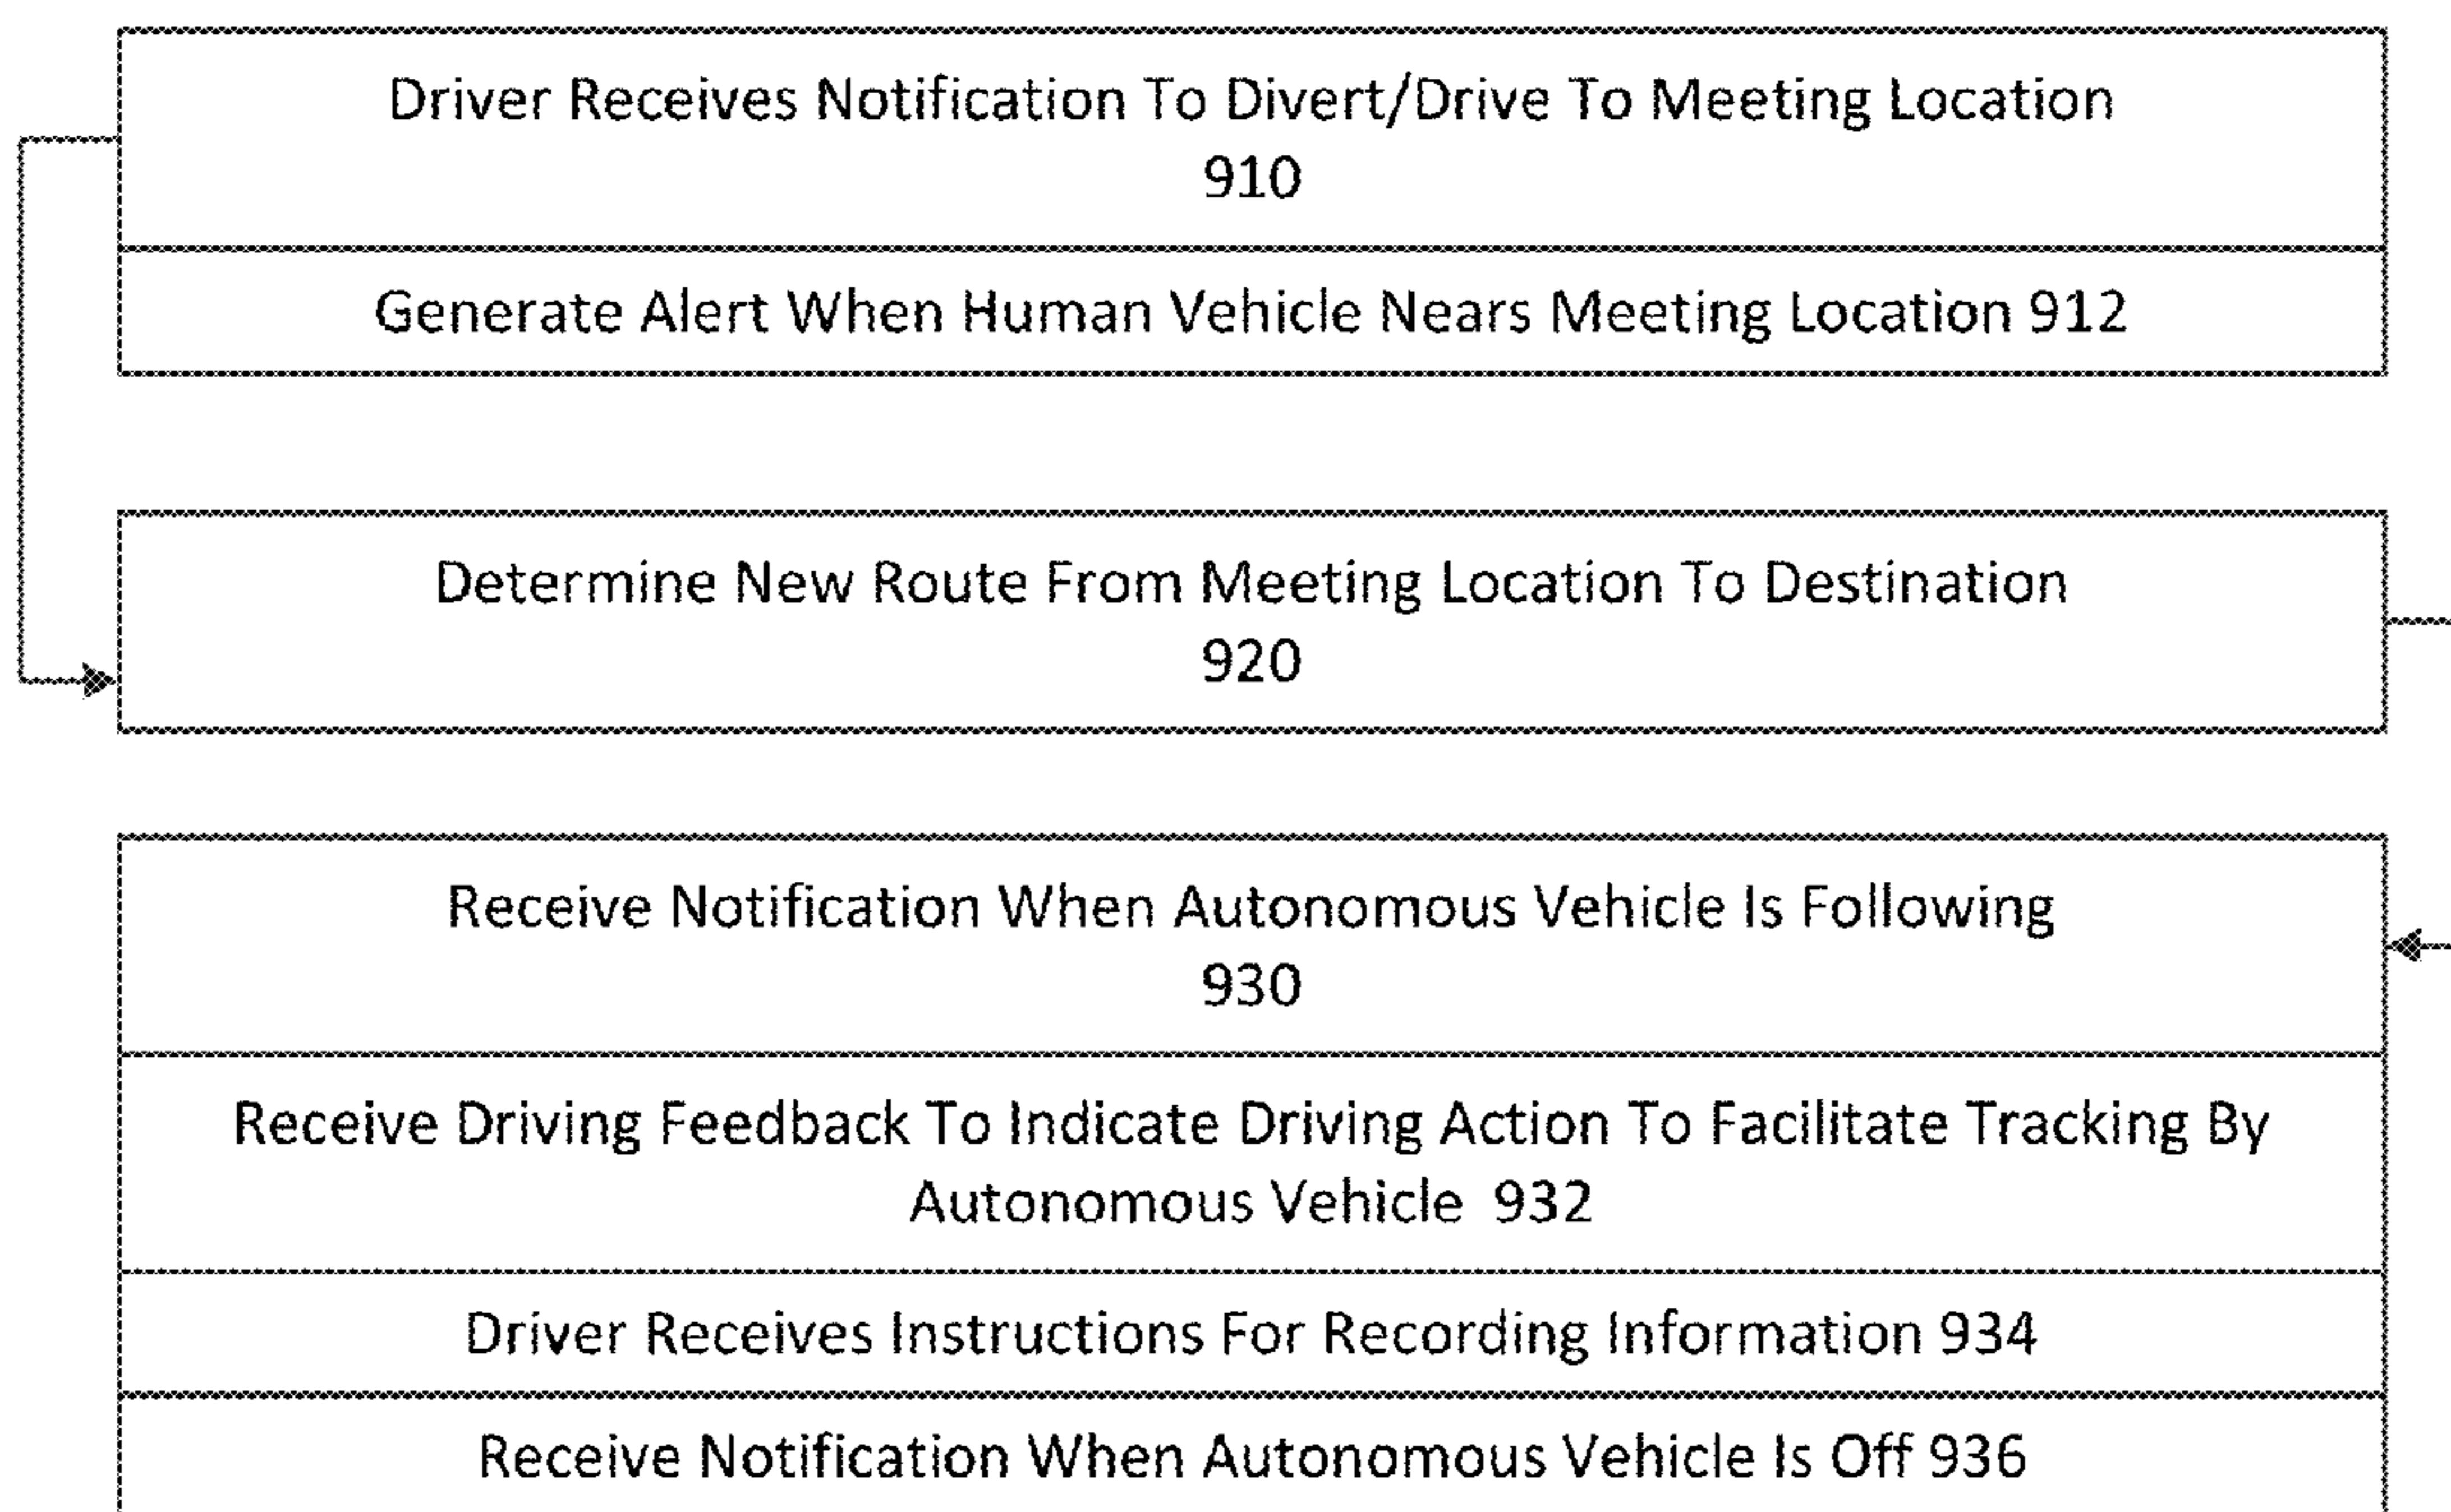 Driver Receives Notification To Divert/Drive To Meeting Location
910
Generate Alert When Human Vehicle Nears Meeting Location 912
Determine New Route From Meeting Location To Destination
920
Receive Notification When Autonomous Vehicle Is Following
930
Receive Driving Feedback To Indicate Driving Action To Facilitate Tracking By
Autonomous Vehicle 932
Driver Receives Instructions For Recording Information 934
Receive Notification When Autonomous Vehicle Is Off 936